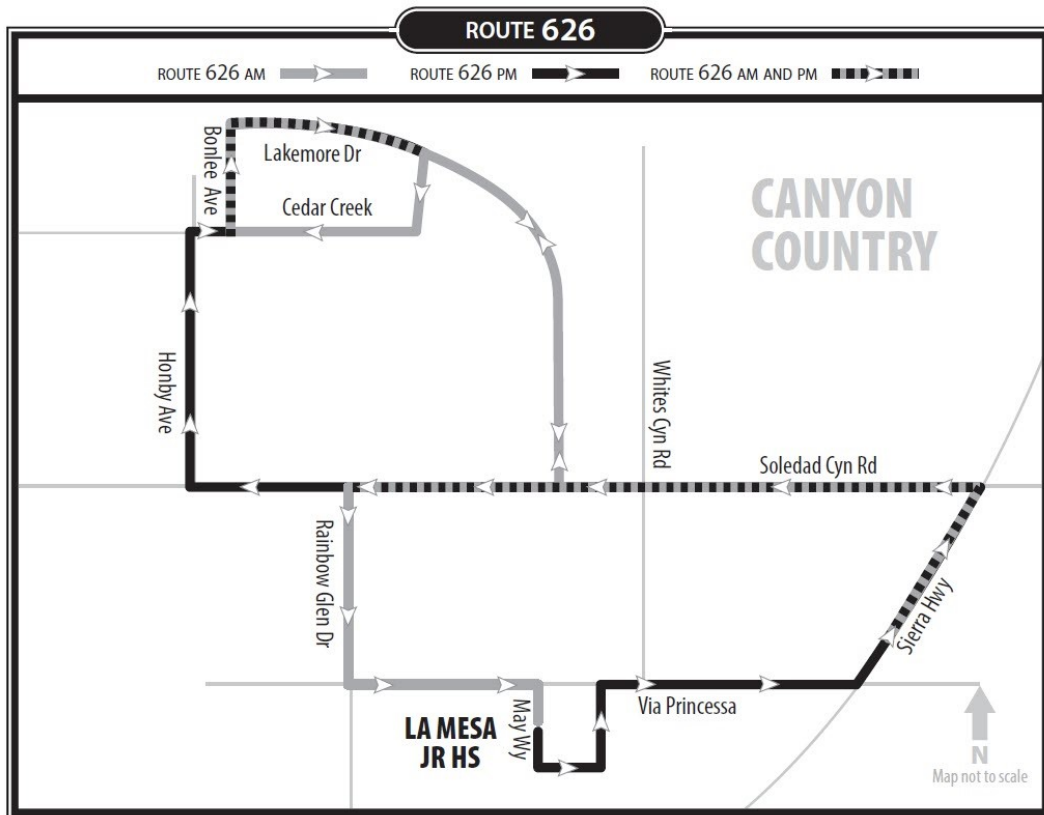 ROUTE 626
ROUTE 626 AM
ROUTE 626 PM
ROUTE 626 AM AND PM
Bonlee Ave
Lakemore Dr
Cedar Creek
CANYON
COUNTRY
Honby Ave
Whites Cyn Rd
Soledad Cyn Rd
Rainbow Glen Dr
Sierra Hwy
LA MESA
JR HS
May Wy
Via Princessa
N
Map not to scale